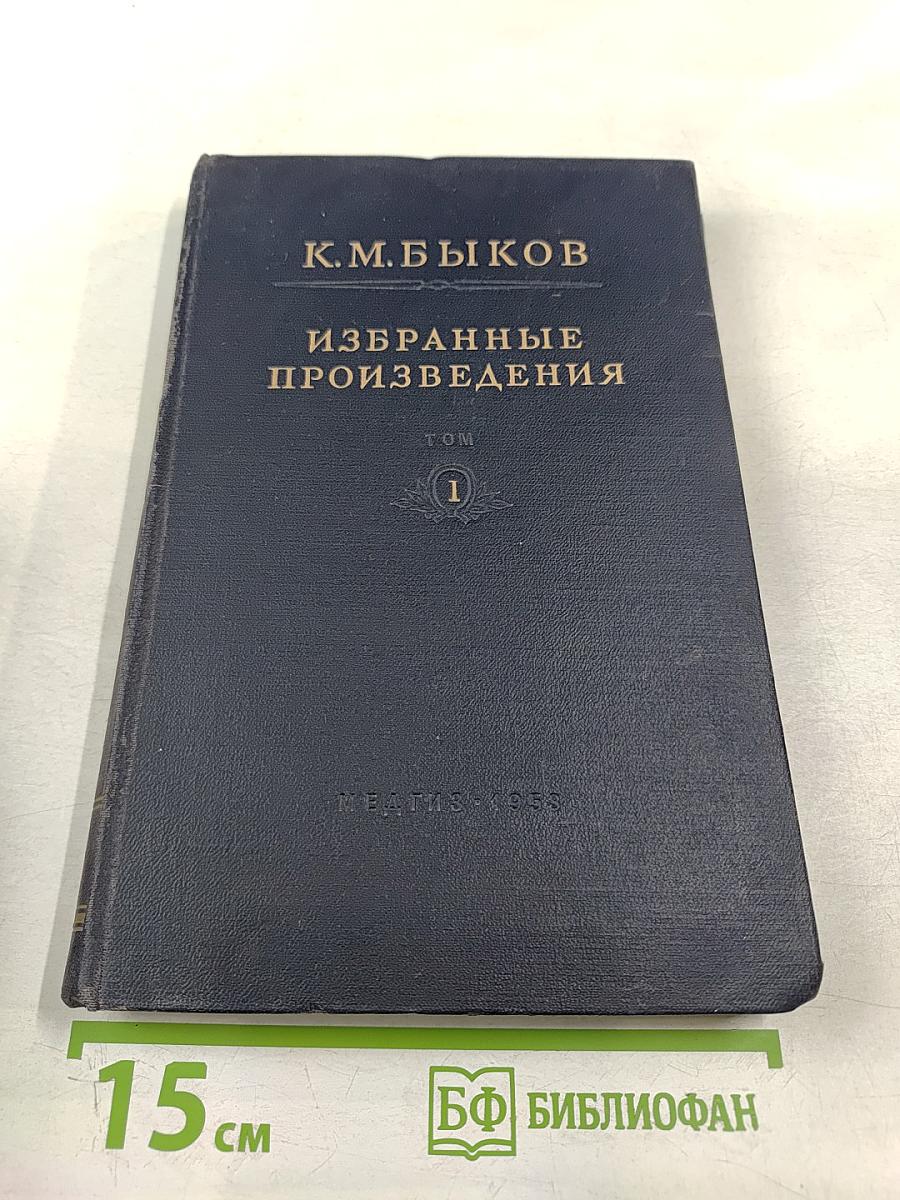 К.М.БЫКОВ
ИЗБРАННЫЕ
ПРОИЗВЕДЕНИЯ
ТОМ
1
МЕДГИЗ-1953
15 см
БФ БИБЛИОФАН